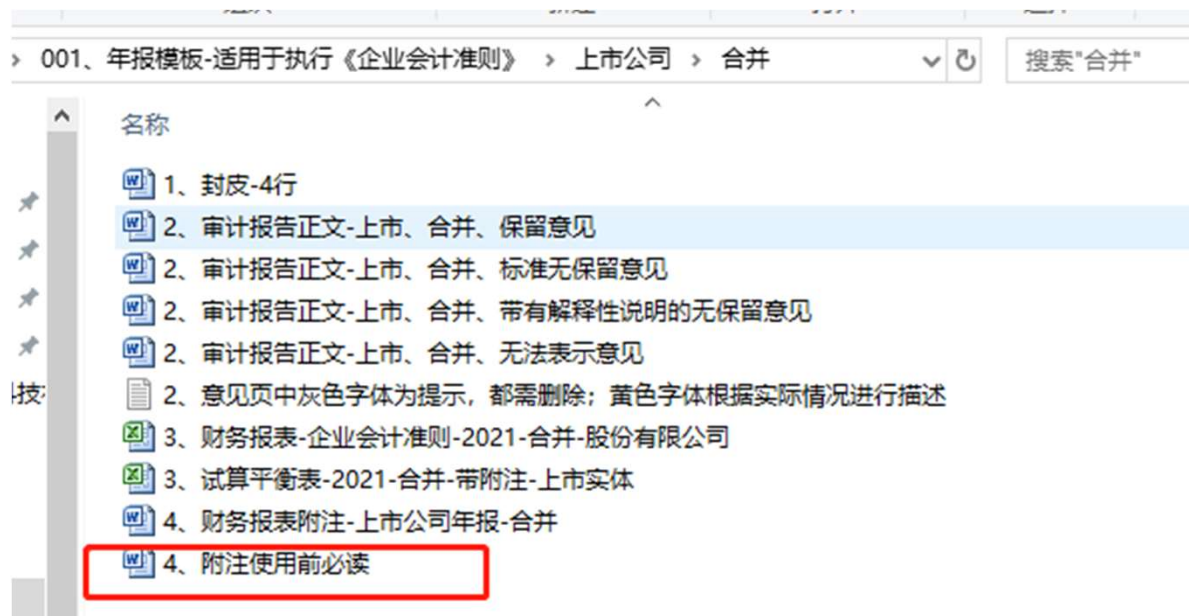 › 001、年报模板-适用于执行《企业会计准则》 › 上市公司 › 合并
搜索"合并"
名称
1、封皮-4行
2、审计报告正文-上市、合并、保留意见
2、审计报告正文-上市、合并、标准无保留意见
2、审计报告正文-上市、合并、带有解释性说明的无保留意见
2、审计报告正文-上市、合并、无法表示意见
2、意见页中灰色字体为提示，都需删除；黄色字体根据实际情况进行描述
3、财务报表-企业会计准则-2021-合并-股份有限公司
3、试算平衡表-2021-合并-带附注-上市实体
4、财务报表附注-上市公司年报-合并
4、附注使用前必读